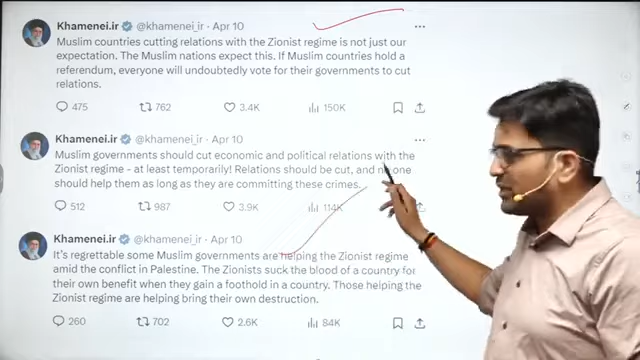 Khamenei.ir @khamenei_ir · Apr 10
Muslim countries cutting relations with the Zionist regime is not just our
expectation. The Muslim nations expect this. If Muslim countries hold a
referendum, everyone will undoubtedly vote for their governments to cut
relations.
475 762 3.4K 150K
Khamenei.ir @khamenei_ir · Apr 10
Muslim governments should cut economic and political relations with the
Zionist regime - at least temporarily! Relations should be cut, and no one
should help them as long as they are committing these crimes.
512 987 3.9K 114K
Khamenei.ir @khamenei_ir · Apr 10
It's regrettable some Muslim governments are helping the Zionist regime
amid the conflict in Palestine. The Zionists suck the blood of a country for
their own benefit when they gain a foothold in a country. Those helping the
Zionist regime are helping bring their own destruction.
260 702 2.6K 84K